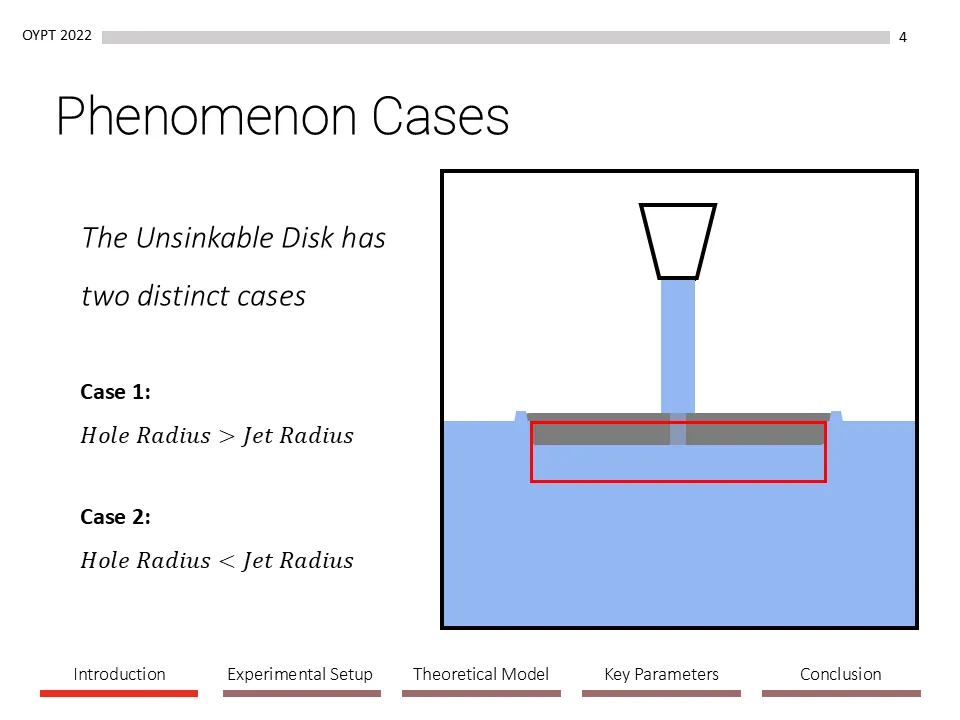 OYPT 2022
4
Phenomenon Cases
The Unsinkable Disk has
two distinct cases
Case 1:
Hole Radius > Jet Radius
Case 2:
Hole Radius < Jet Radius
Introduction
Experimental Setup
Theoretical Model
Key Parameters
Conclusion